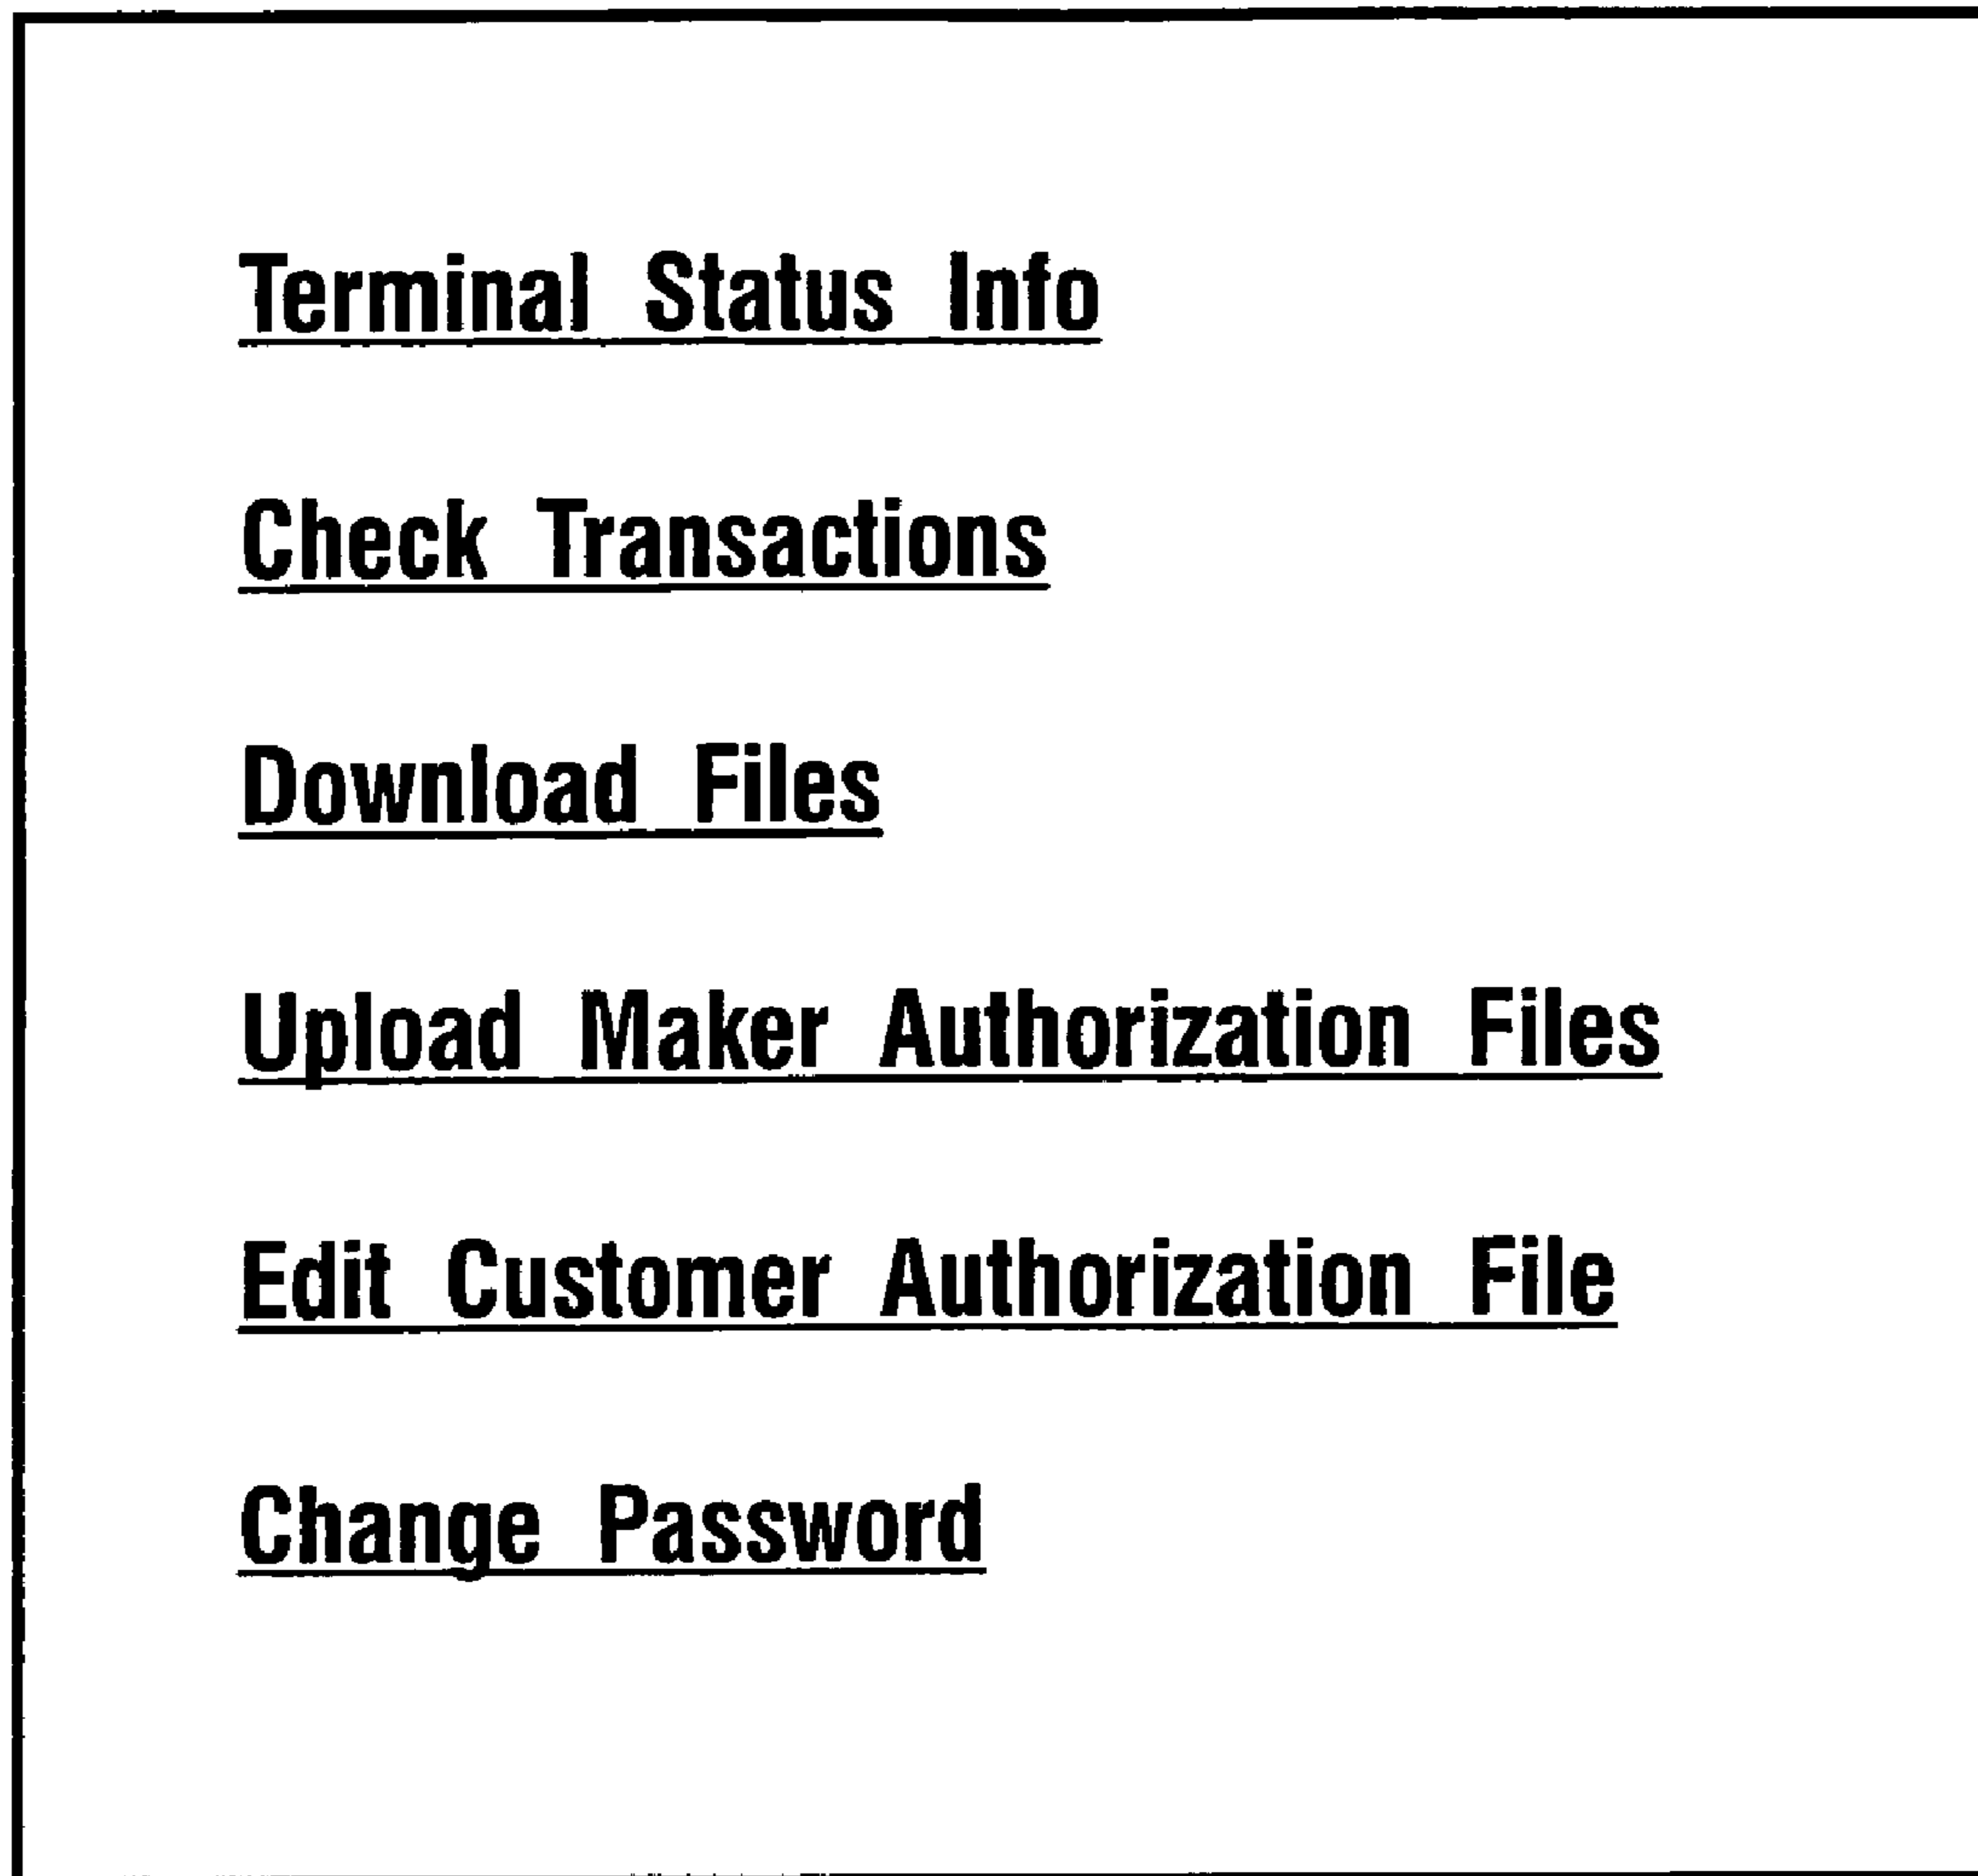 Terminal Status Info
Check Transactions
Download Files
Upload Maker Authorization Files
Edit Customer Authorization File
Change Password